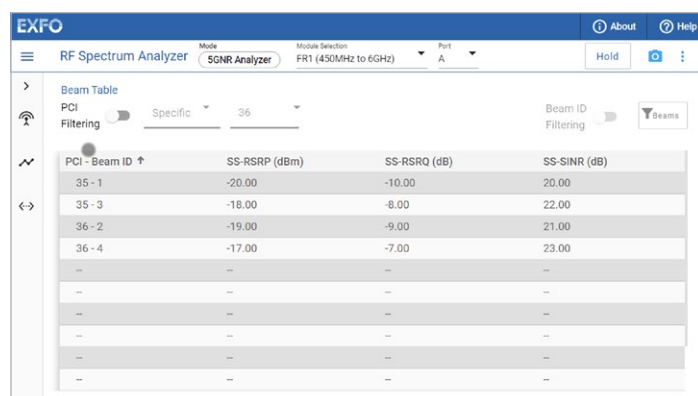 EXFO
About
Help
RF Spectrum Analyzer
Mode
5GNR Analyzer
Module Selection
FR1 (450MHz to 6GHz)
Port
A
Hold
Beam Table
PCI
Filtering
Specific
36
Beam ID
Filtering
Beams
PCI - Beam ID ↑ SS-RSRP (dBm) SS-RSRQ (dB) SS-SINR (dB)
35 - 1 -20.00 -10.00 20.00
35 - 3 -18.00 -8.00 22.00
36 - 2 -19.00 -9.00 21.00
36 - 4 -17.00 -7.00 23.00
-- -- -- --
-- -- -- --
-- -- -- --
-- -- -- --
-- -- -- --
-- -- -- --